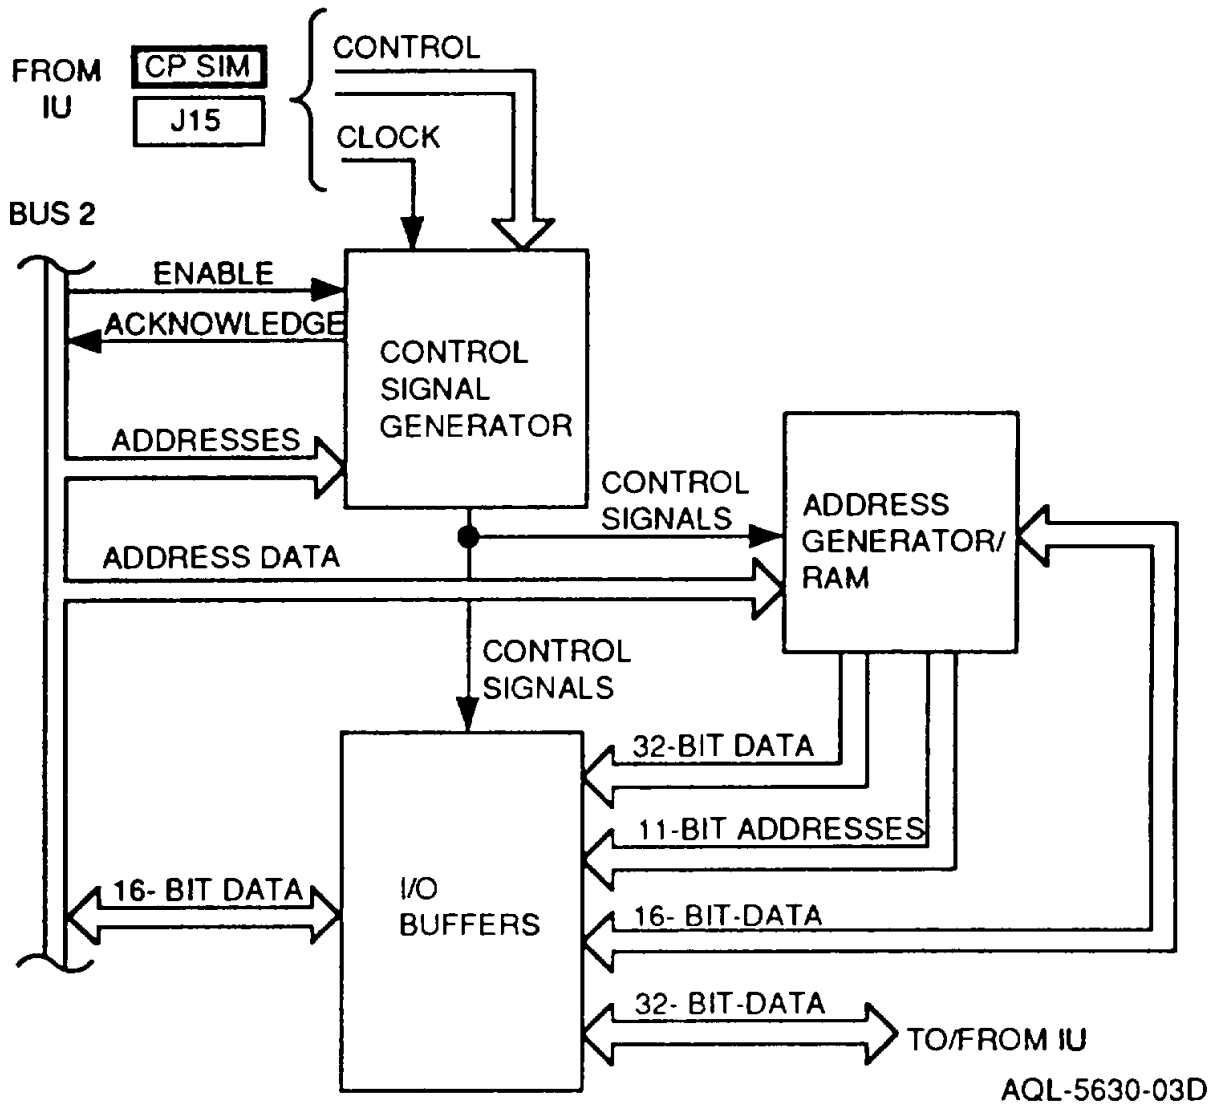 FROM
IU
CP SIM
J15
CONTROL
CLOCK
BUS 2
ENABLE
ACKNOWLEDGE
CONTROL
SIGNAL
GENERATOR
ADDRESSES
CONTROL
SIGNALS
ADDRESS
GENERATOR/
RAM
ADDRESS DATA
CONTROL
SIGNALS
32-BIT DATA
11-BIT ADDRESSES
16- BIT DATA
I/O
BUFFERS
16- BIT-DATA
32- BIT-DATA
TO/FROM IU
AQL-5630-03D